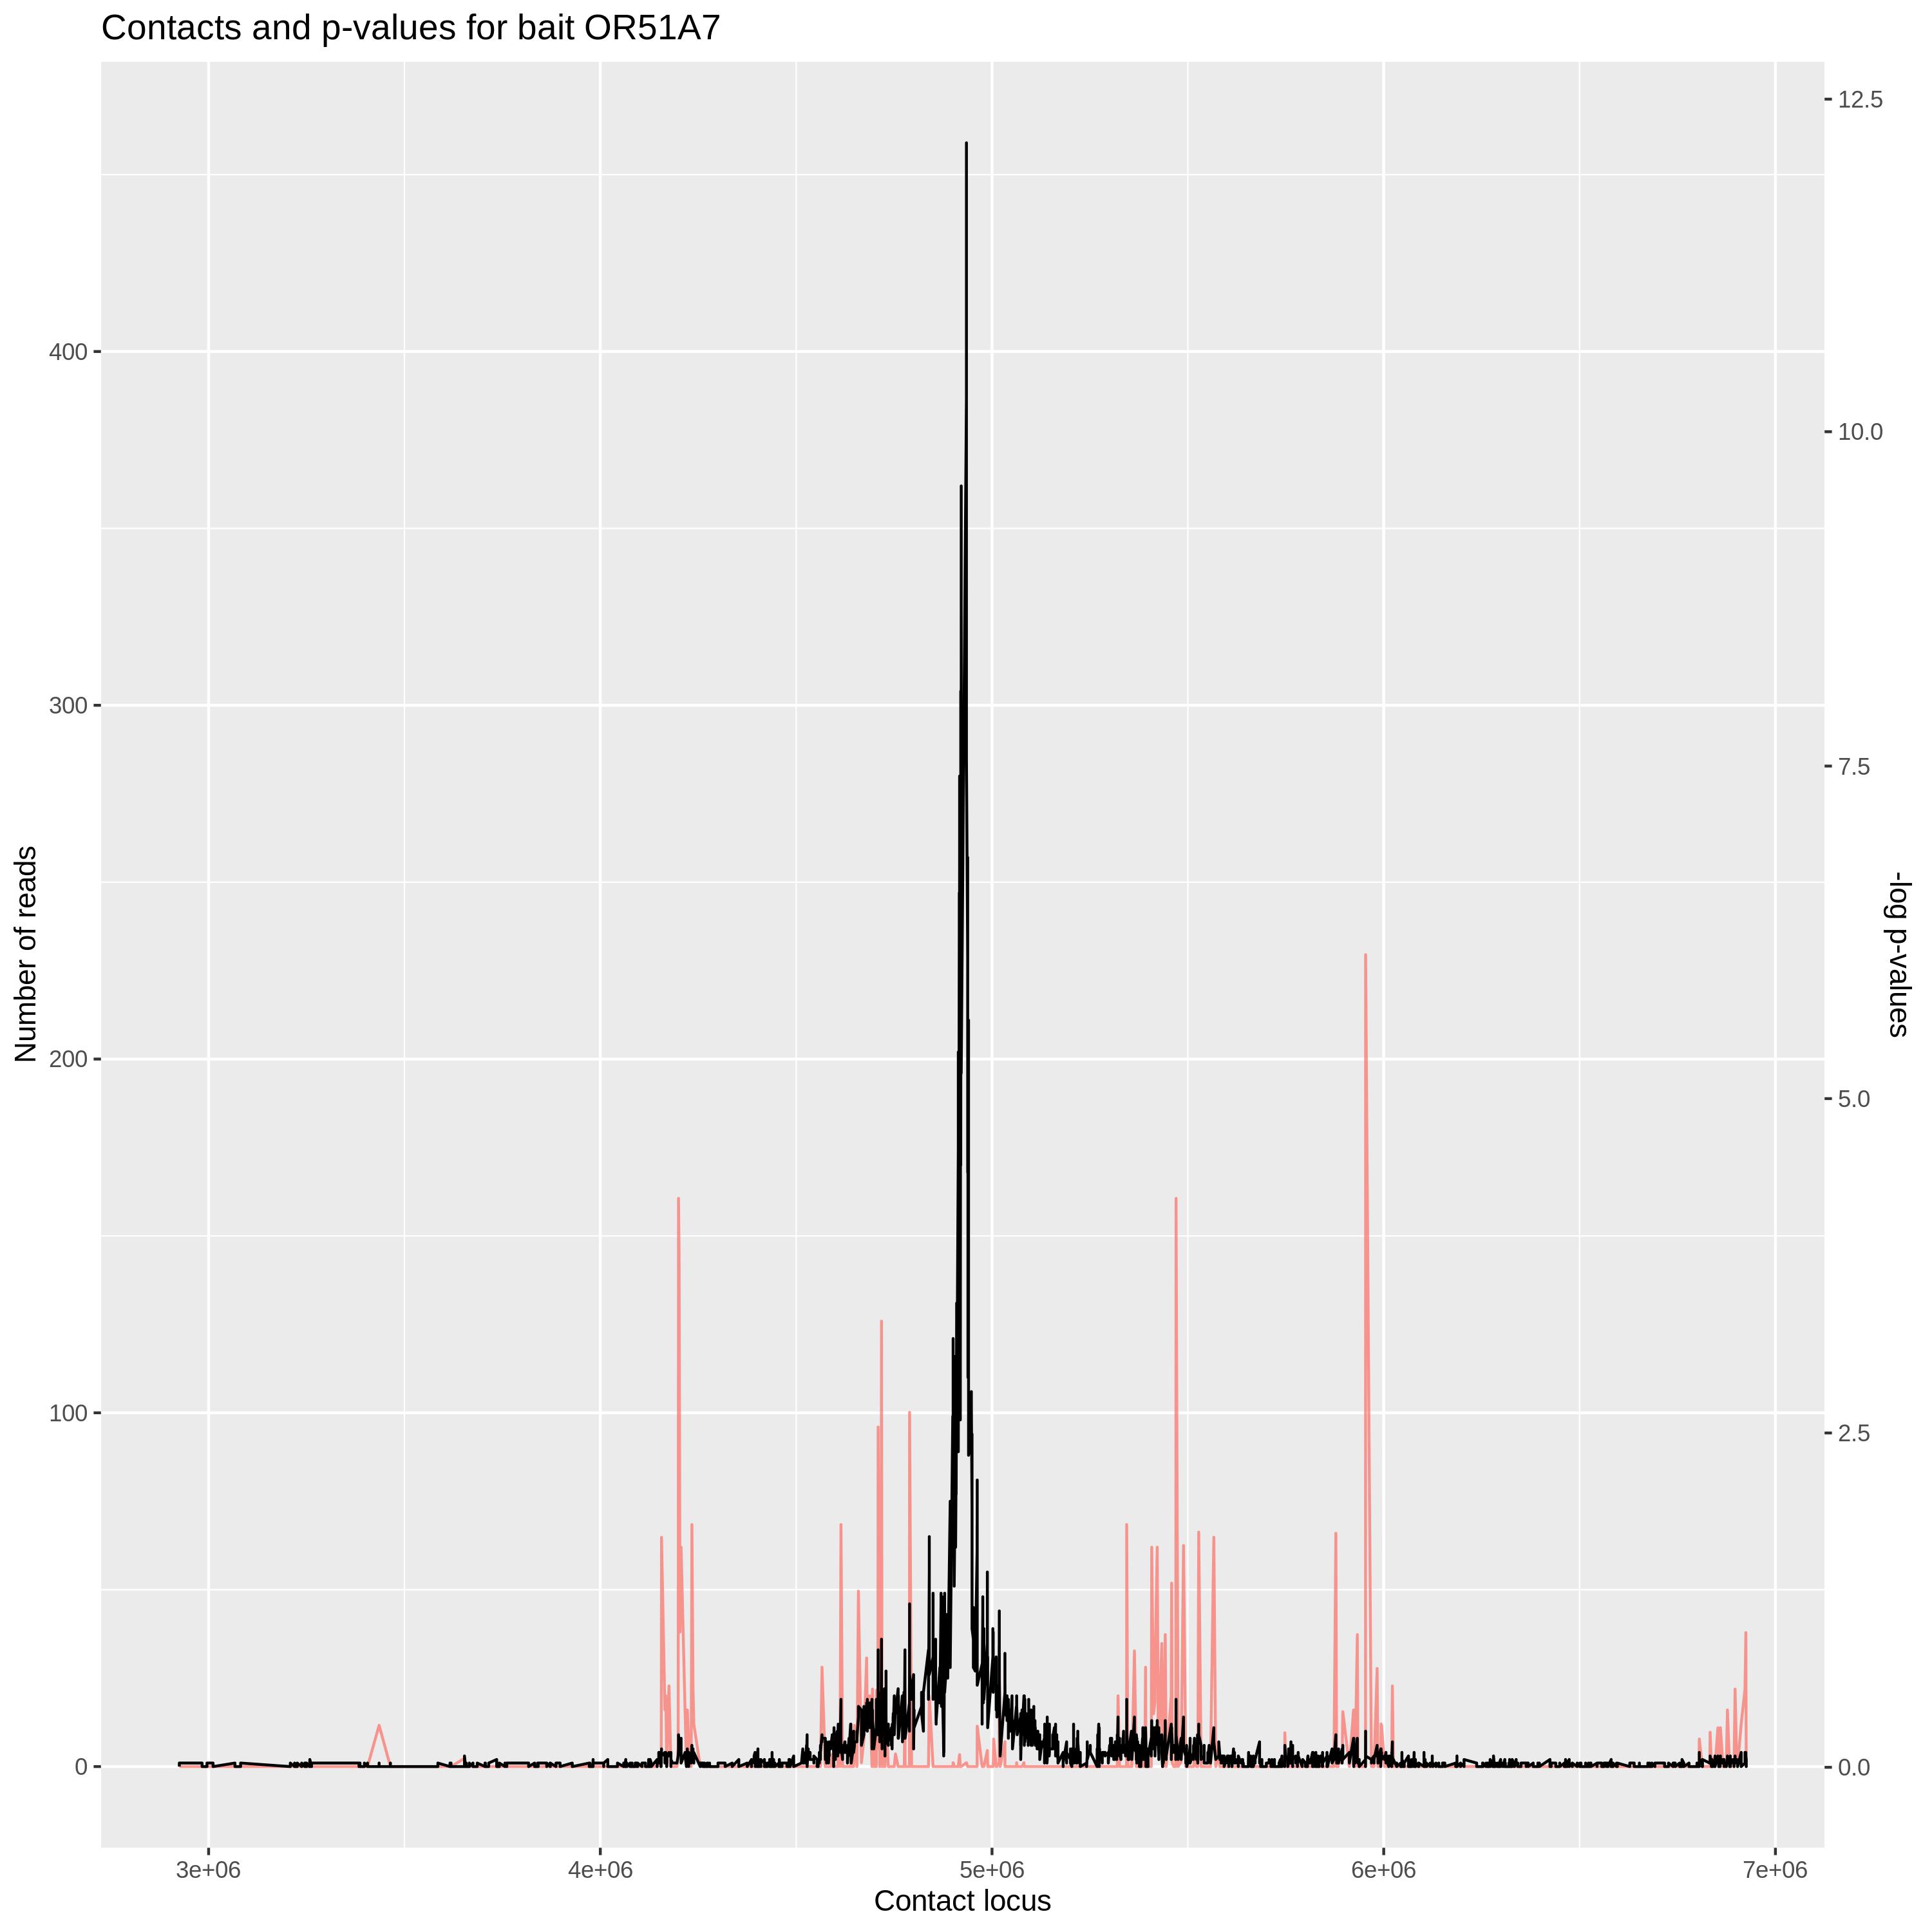 Contacts and p-values for bait OR51A7
Number of reads
400
300
200
100
0
12.5
10.0
7.5
5.0
2.5
0.0
-log p-values
3e+06 4e+06 5e+06 6e+06 7e+06
Contact locus